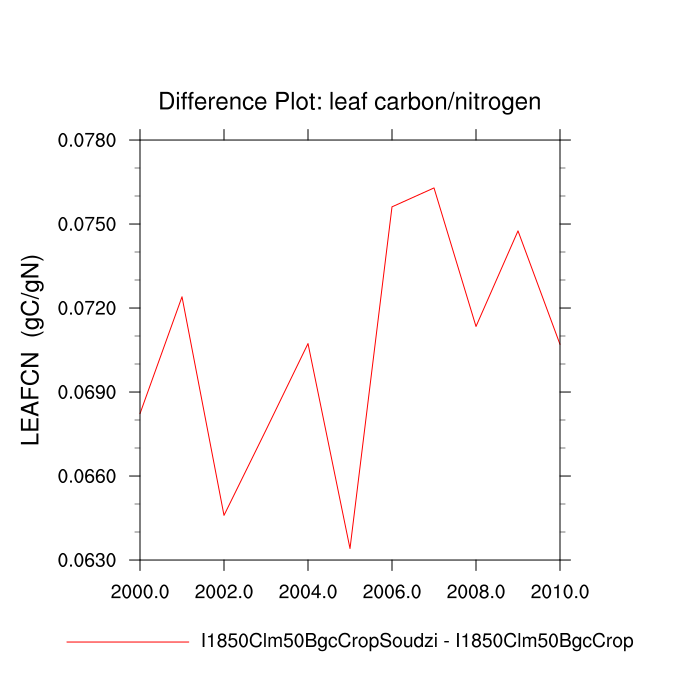 Difference Plot: leaf carbon/nitrogen
0.0780
0.0750
0.0720
0.0690
0.0660
0.0630
LEAFCN (gC/gN)
2000.0 2002.0 2004.0 2006.0 2008.0 2010.0
I1850Clm50BgcCropSoudzi - I1850Clm50BgcCrop